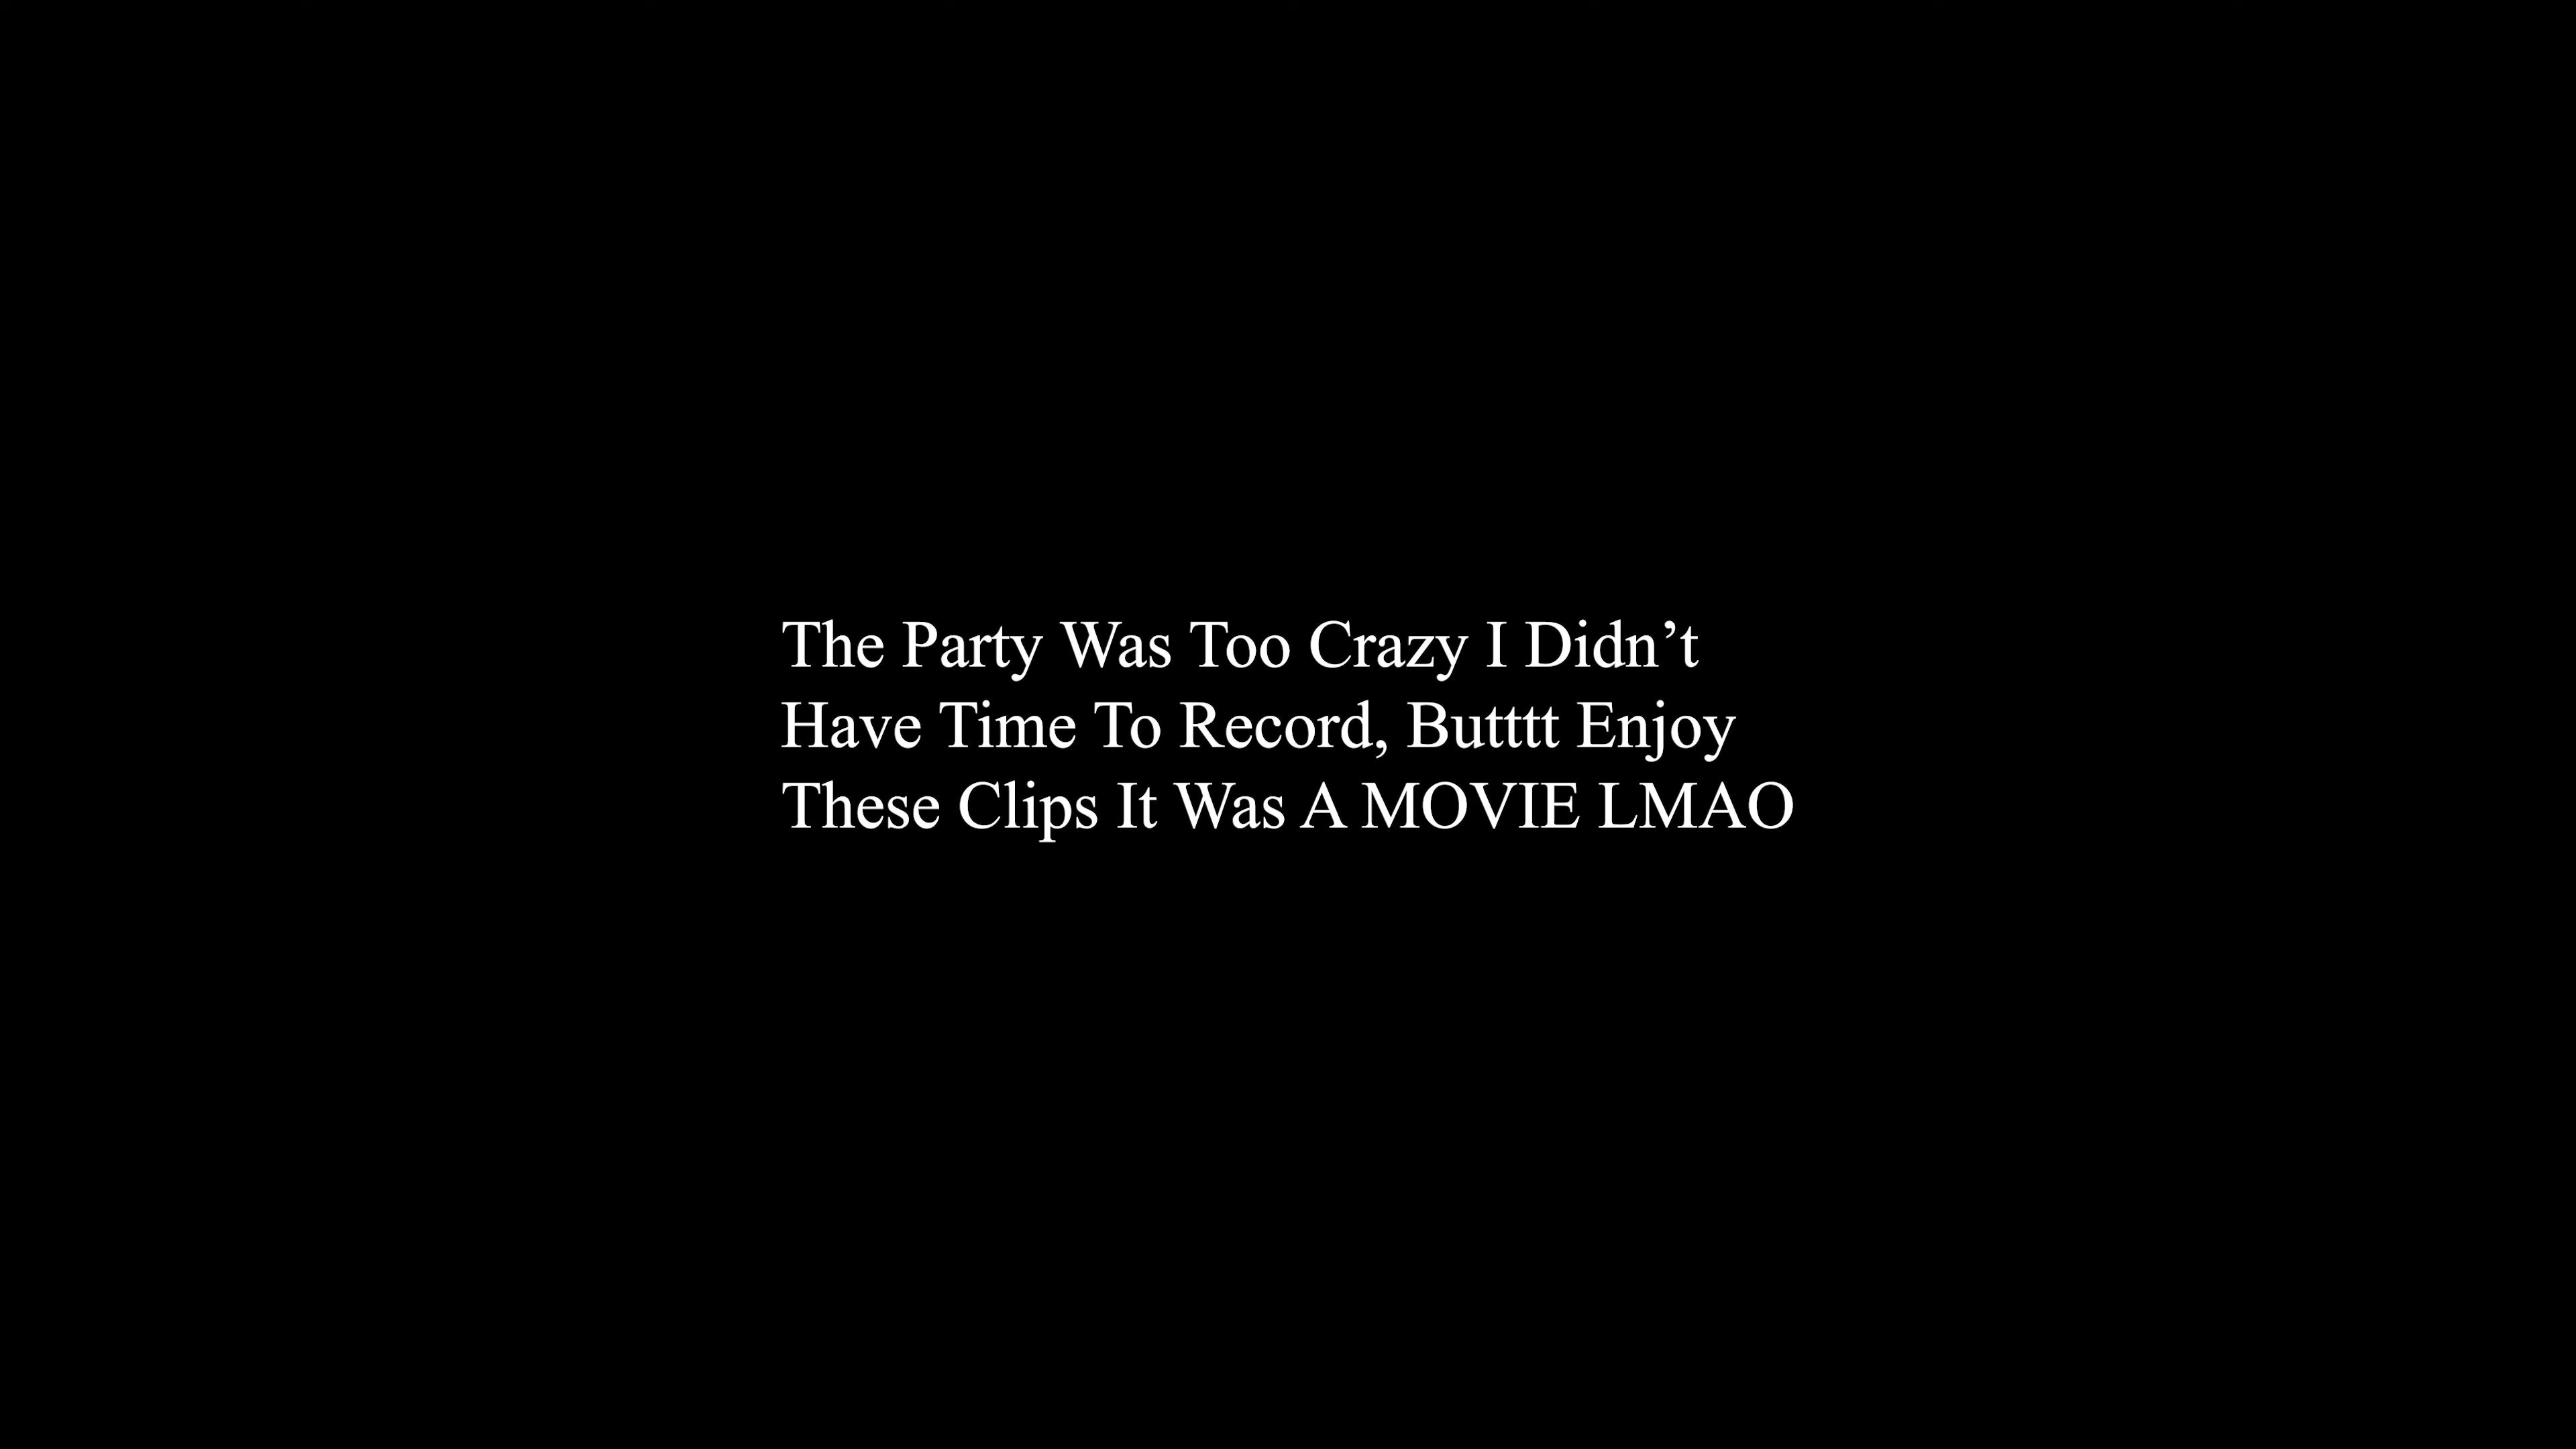 The Party Was Too Crazy I Didn’t
Have Time To Record, Butttt Enjoy
These Clips It Was A MOVIE LMAO